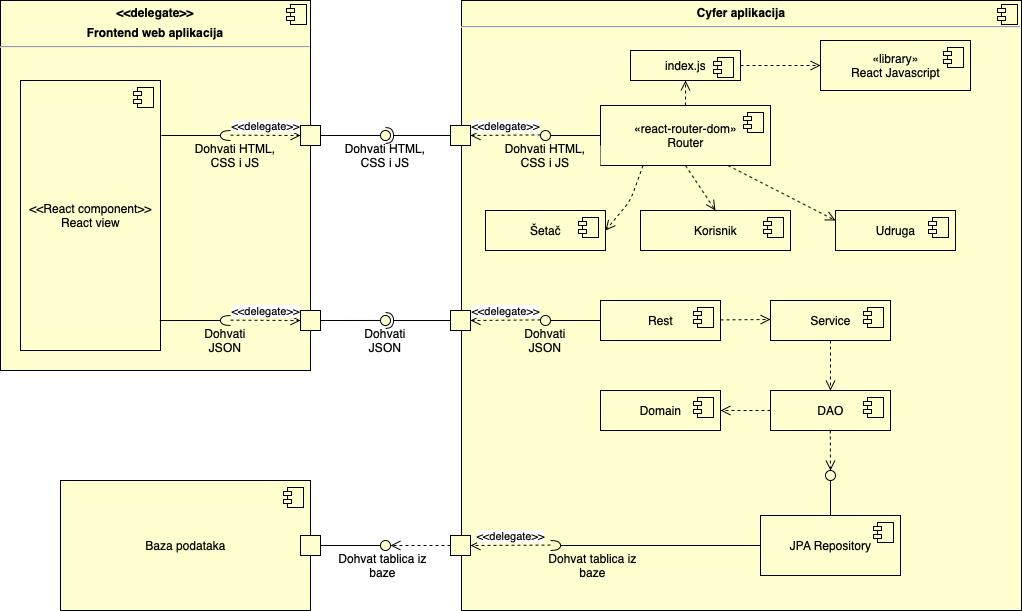 <<delegate>>
Frontend web aplikacija
<<React component>>
React view
<<delegate>>
Dohvati HTML,
CSS i JS
<<delegate>>
Dohvati
JSON
Dohvati HTML,
CSS i JS
Dohvati
JSON
Cyfer aplikacija
index.js
«library»
React Javascript
<<delegate>>
Dohvati HTML,
CSS i JS
«react-router-dom»
Router
Šetač
Korisnik
Udruga
<<delegate>>
Dohvati
JSON
Rest
Service
Domain
DAO
Baza podataka
Dohvat tablica iz
baze
<<delegate>>
Dohvat tablica iz
baze
JPA Repository